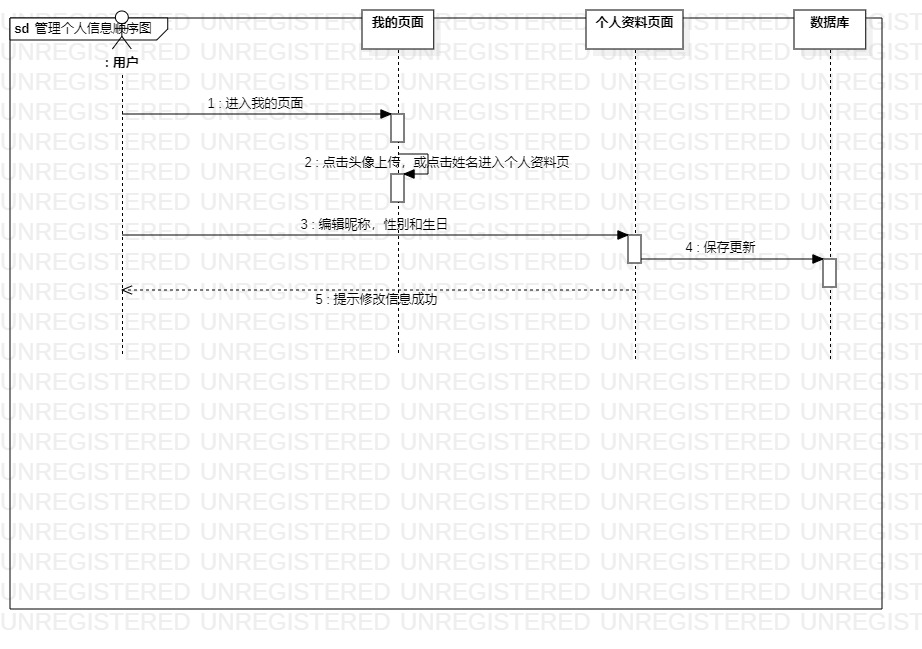 sd 管理个人信息顺序图
: 用户
我的页面
个人资料页面
数据库
1 : 进入我的页面
2 : 点击头像上传，或点击姓名进入个人资料页
3 : 编辑昵称，性别和生日
4 : 保存更新
5 : 提示修改信息成功
UNREGISTERED UNREGISTERED UNREGISTERED UNREGISTERED UNREGIST